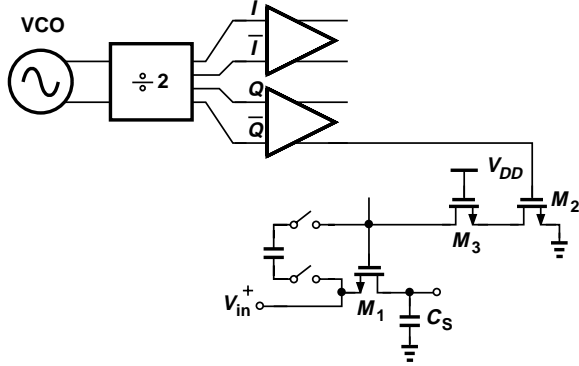 VCO
I
I̅
÷ 2
Q
Q̅
V_DD
M_2
M_3
V_in +
M_1
C_S